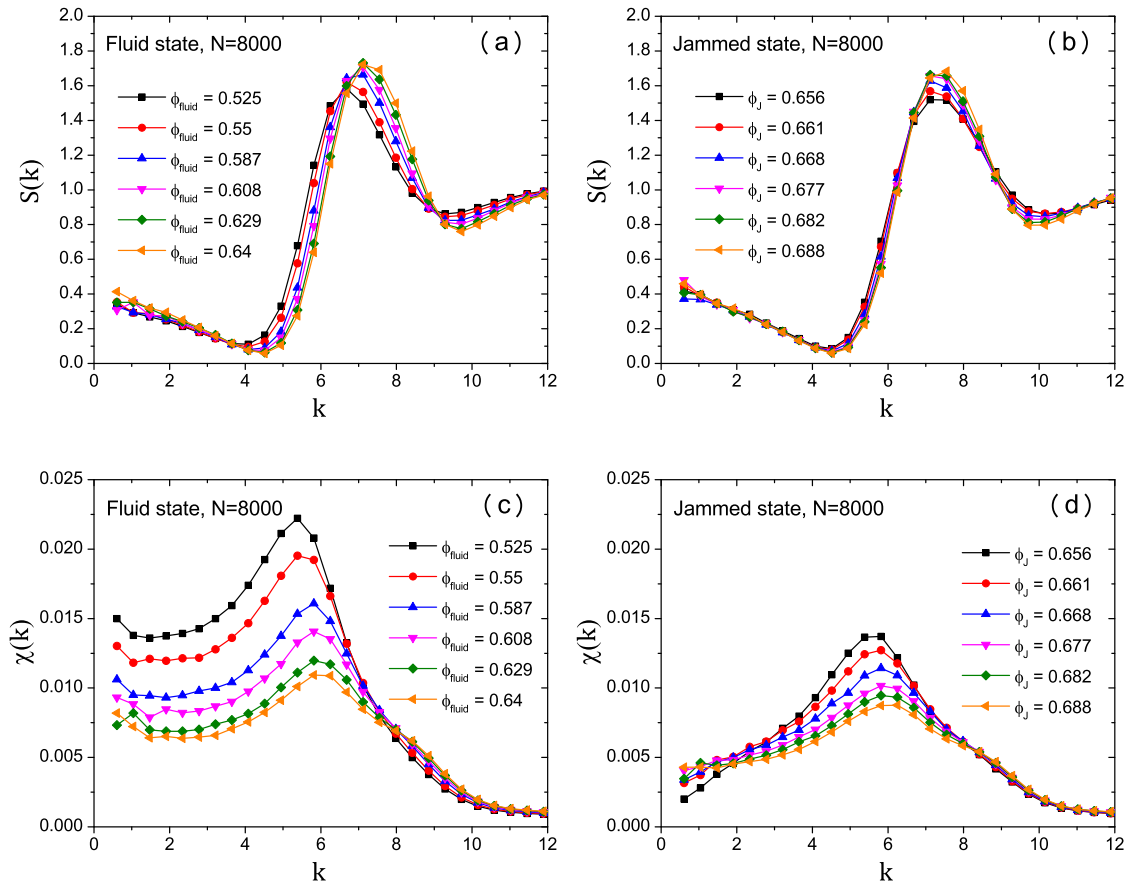 Fluid state, N=8000
(a)
ϕfluid = 0.525
ϕfluid = 0.55
ϕfluid = 0.587
ϕfluid = 0.608
ϕfluid = 0.629
ϕfluid = 0.64
S(k)
2.0
1.8
1.6
1.4
1.2
1.0
0.8
0.6
0.4
0.2
0.0
0 2 4 6 8 10 12
k
Jammed state, N=8000
(b)
ϕJ = 0.656
ϕJ = 0.661
ϕJ = 0.668
ϕJ = 0.677
ϕJ = 0.682
ϕJ = 0.688
S(k)
2.0
1.8
1.6
1.4
1.2
1.0
0.8
0.6
0.4
0.2
0.0
0 2 4 6 8 10 12
k
Fluid state, N=8000
(c)
ϕfluid = 0.525
ϕfluid = 0.55
ϕfluid = 0.587
ϕfluid = 0.608
ϕfluid = 0.629
ϕfluid = 0.64
χ(k)
0.025
0.020
0.015
0.010
0.005
0.000
0 2 4 6 8 10 12
k
Jammed state, N=8000
(d)
ϕJ = 0.656
ϕJ = 0.661
ϕJ = 0.668
ϕJ = 0.677
ϕJ = 0.682
ϕJ = 0.688
χ(k)
0.025
0.020
0.015
0.010
0.005
0.000
0 2 4 6 8 10 12
k